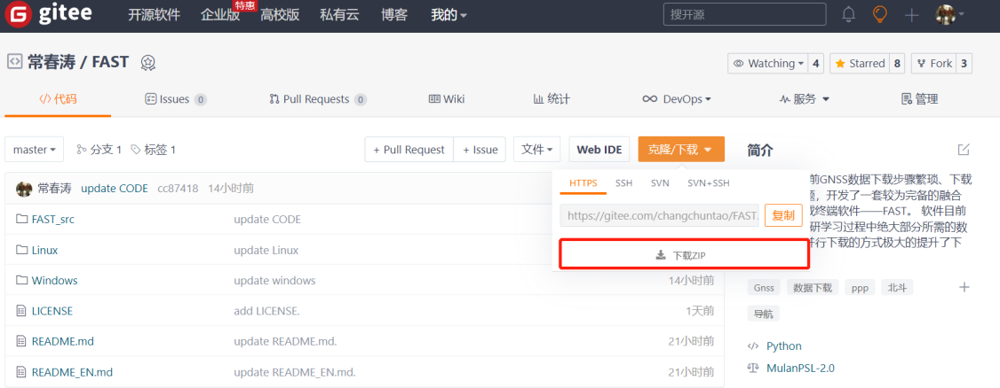 gitee 开源软件 企业版 特惠 高校版 私有云 博客 我的 搜开源
常春涛 / FAST Watching 4 Starred 8 Fork 3
代码 Issues 0 Pull Requests 0 Wiki 统计 DevOps 服务 管理
master 分支 1 标签 1 + Pull Request + Issue 文件 Web IDE 克隆/下载 简介
常春涛 update CODE cc87418 14小时前
HTTPS SSH SVN SVN+SSH
https://gitee.com/changchuntao/FAST. 复制
下载ZIP
前GNSS数据下载步骤繁琐、下载
题，开发了一套较为完备的融合
终端软件——FAST。 软件目前
研学习过程中绝大部分所需的数
并行下载的方式极大的提升了下
FAST_src update CODE
Linux update Linux
Windows update windows 14小时前
LICENSE add LICENSE. 1天前
README.md update README.md. 21小时前
README_EN.md update README_EN.md. 21小时前
Gnss 数据下载 ppp 北斗
导航
Python
MulanPSL-2.0